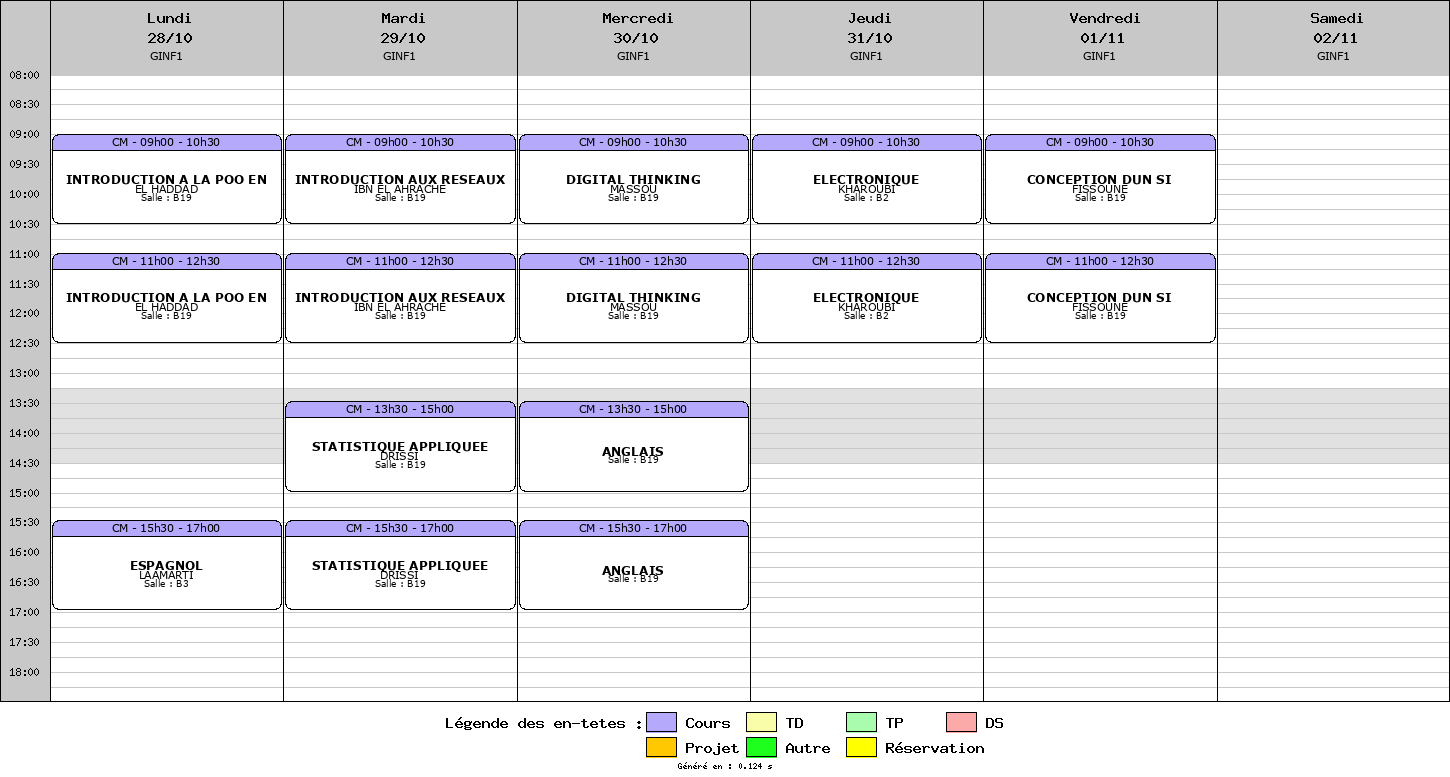 Lundi
28/10
GINF1
Mardi
29/10
GINF1
Mercredi
30/10
GINF1
Jeudi
31/10
GINF1
Vendredi
01/11
GINF1
Samedi
02/11
GINF1
08:00
08:30
09:00
09:30
10:00
10:30
11:00
11:30
12:00
12:30
13:00
13:30
14:00
14:30
15:00
15:30
16:00
16:30
17:00
17:30
18:00
CM - 09h00 - 10h30
INTRODUCTION A LA POO EN
EL HADDAD
Salle : B19
CM - 11h00 - 12h30
INTRODUCTION A LA POO EN
EL HADDAD
Salle : B19
CM - 15h30 - 17h00
ESPAGNOL
LAAMARTI
Salle : B3
CM - 09h00 - 10h30
INTRODUCTION AUX RESEAUX
IBN EL AHRACHE
Salle : B19
CM - 11h00 - 12h30
INTRODUCTION AUX RESEAUX
IBN EL AHRACHE
Salle : B19
CM - 13h30 - 15h00
STATISTIQUE APPLIQUEE
DRISSI
Salle : B19
CM - 15h30 - 17h00
STATISTIQUE APPLIQUEE
DRISSI
Salle : B19
CM - 09h00 - 10h30
DIGITAL THINKING
MASSOU
Salle : B19
CM - 11h00 - 12h30
DIGITAL THINKING
MASSOU
Salle : B19
CM - 13h30 - 15h00
ANGLAIS
Salle : B19
CM - 15h30 - 17h00
ANGLAIS
Salle : B19
CM - 09h00 - 10h30
ELECTRONIQUE
KHAROUBI
Salle : B2
CM - 11h00 - 12h30
ELECTRONIQUE
KHAROUBI
Salle : B2
CM - 09h00 - 10h30
CONCEPTION DUN SI
FISSOUNE
Salle : B19
CM - 11h00 - 12h30
CONCEPTION DUN SI
FISSOUNE
Salle : B19
Légende des en-tetes : Cours TD TP DS
Projet Autre Réservation
Généré en : 0.124 s